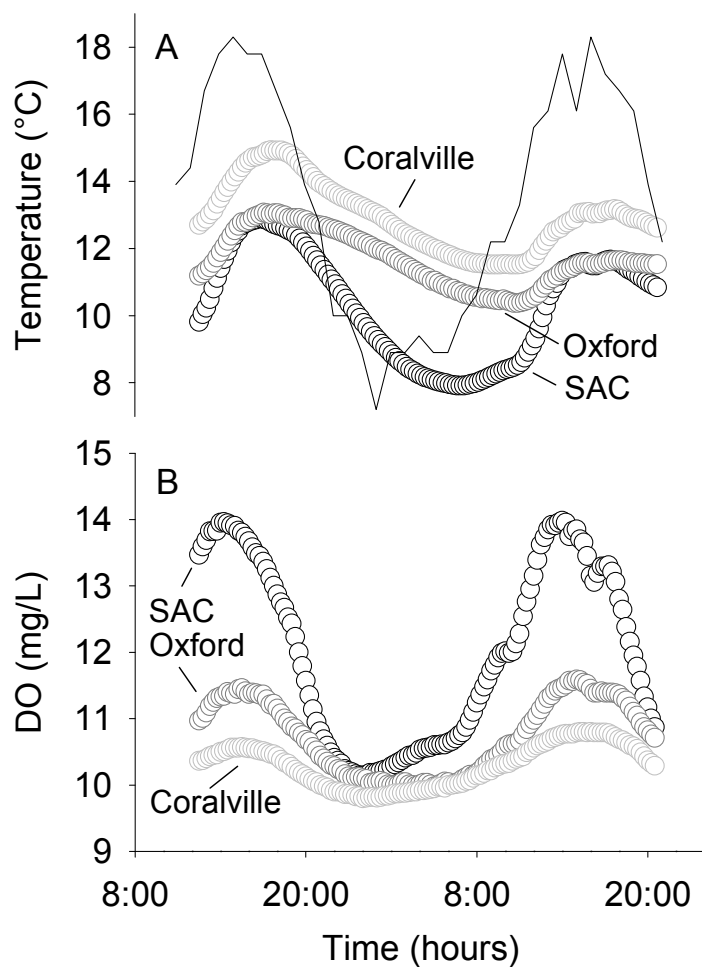 A
18
16
14
12
10
8
Temperature (°C)
Coralville
Oxford
SAC
B
15
14
13
12
11
10
9
DO (mg/L)
SAC
Oxford
Coralville
8:00 20:00 8:00 20:00
Time (hours)